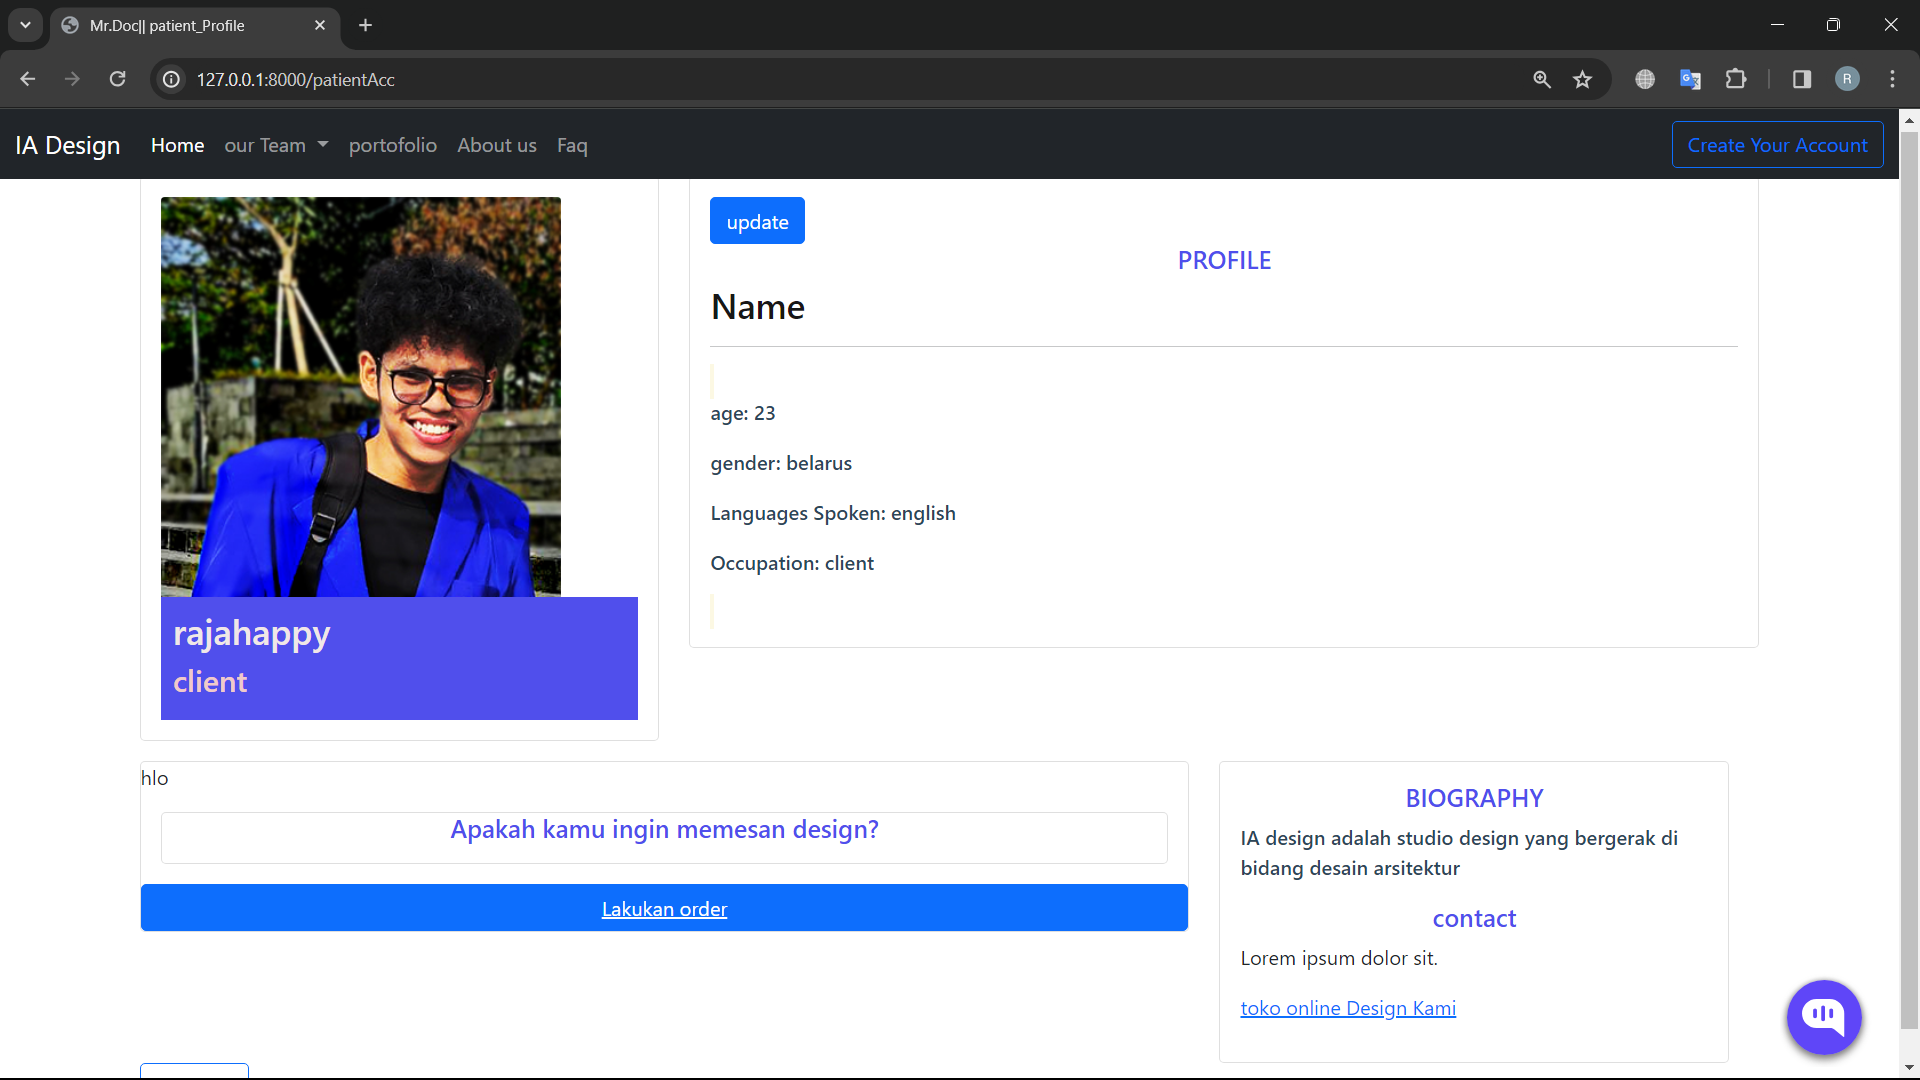 Mr.Doc|| patient_Profile
127.0.0.1:8000/patientAcc
R
IA Design Home our Team portofolio About us Faq Create Your Account
update
PROFILE
Name
age: 23
gender: belarus
Languages Spoken: english
Occupation: client
rajahappy
client
hlo
Apakah kamu ingin memesan design?
Lakukan order
BIOGRAPHY
IA design adalah studio design yang bergerak di
bidang desain arsitektur
contact
Lorem ipsum dolor sit.
toko online Design Kami